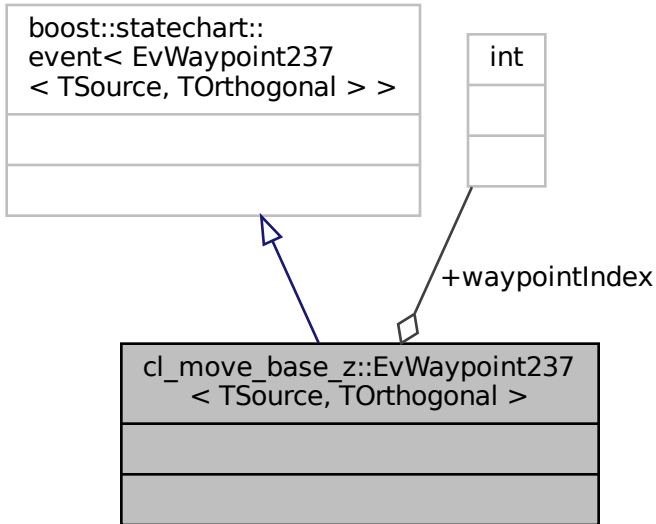 boost::statechart::
event< EvWaypoint237
< TSource, TOrthogonal > >
int
+waypointIndex
cl_move_base_z::EvWaypoint237
< TSource, TOrthogonal >